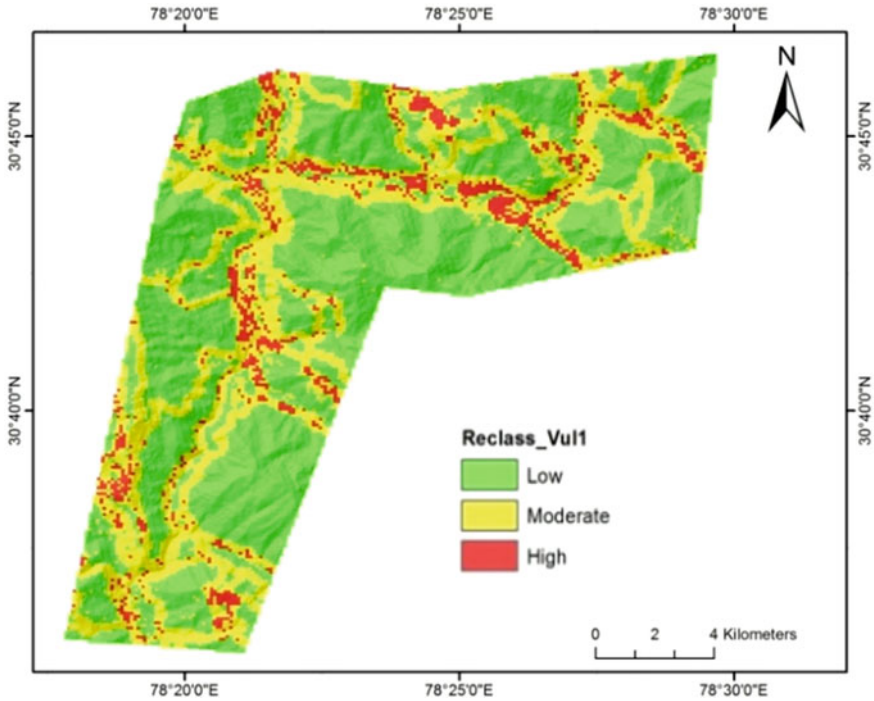 78°20'0"E 78°25'0"E 78°30'0"E
N
30°45'0"N 30°45'0"N
30°40'0"N 30°40'0"N
Reclass_Vul1
Low
Moderate
High
0 2 4 Kilometers
78°20'0"E 78°25'0"E 78°30'0"E